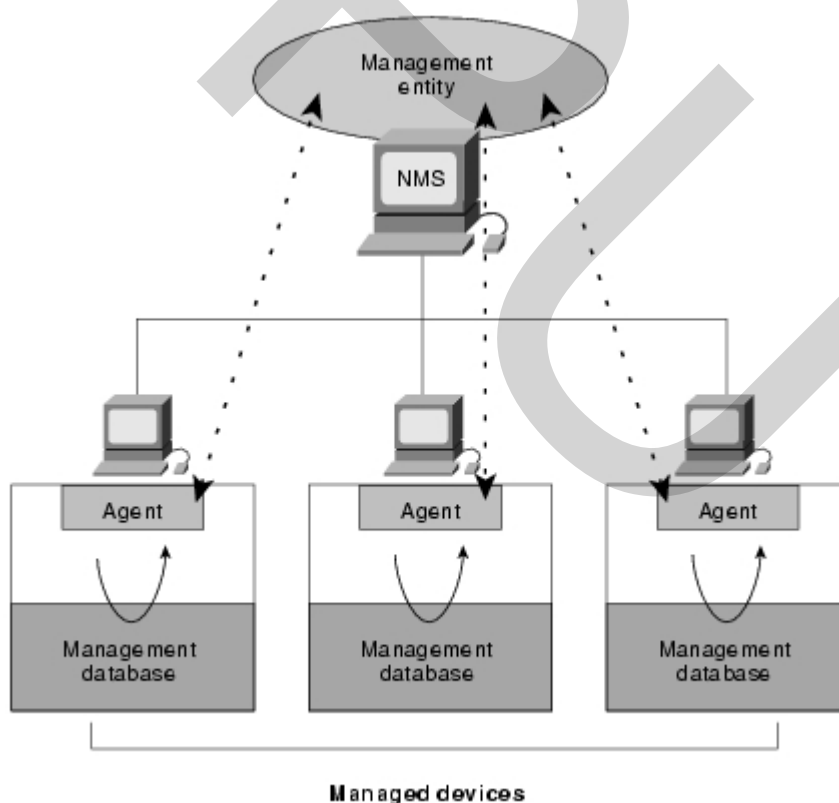 Management
entity
NMS
Agent
Agent
Agent
Management
database
Management
database
Management
database
Managed devices